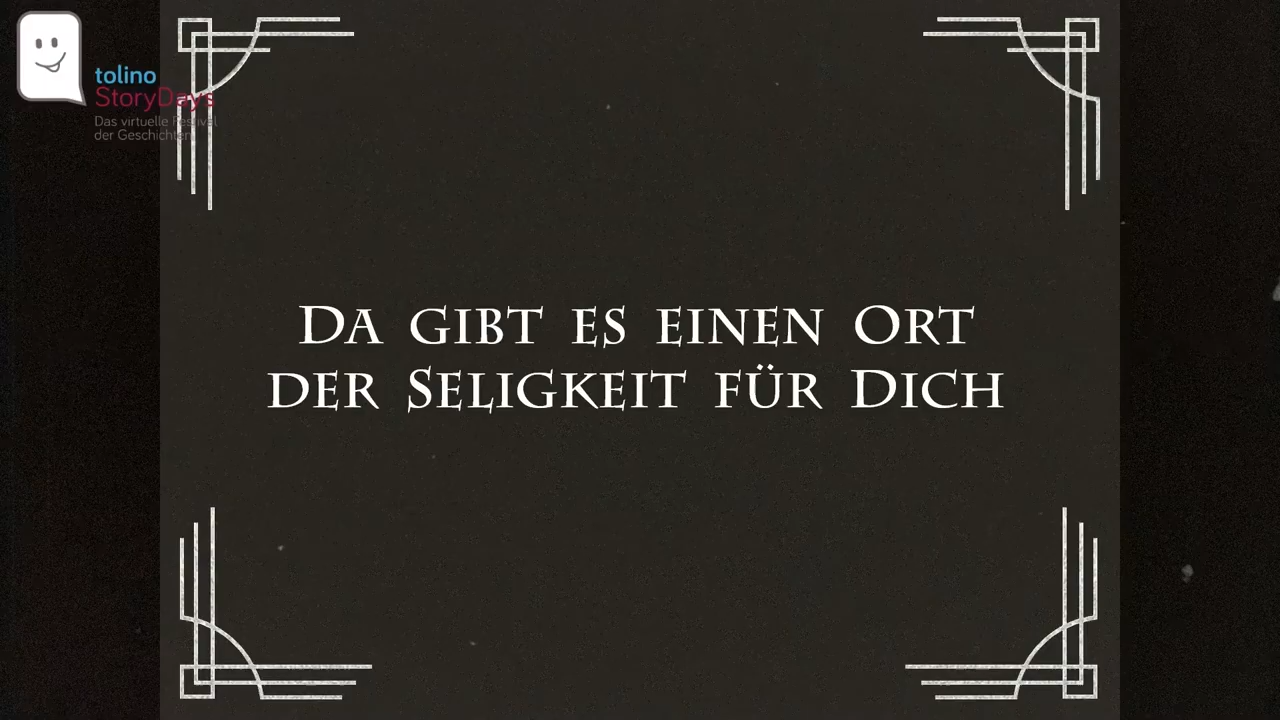 tolino
StoryDays
Das virtuelle Festival
der Geschichten
Da gibt es einen Ort
der Seligkeit für Dich